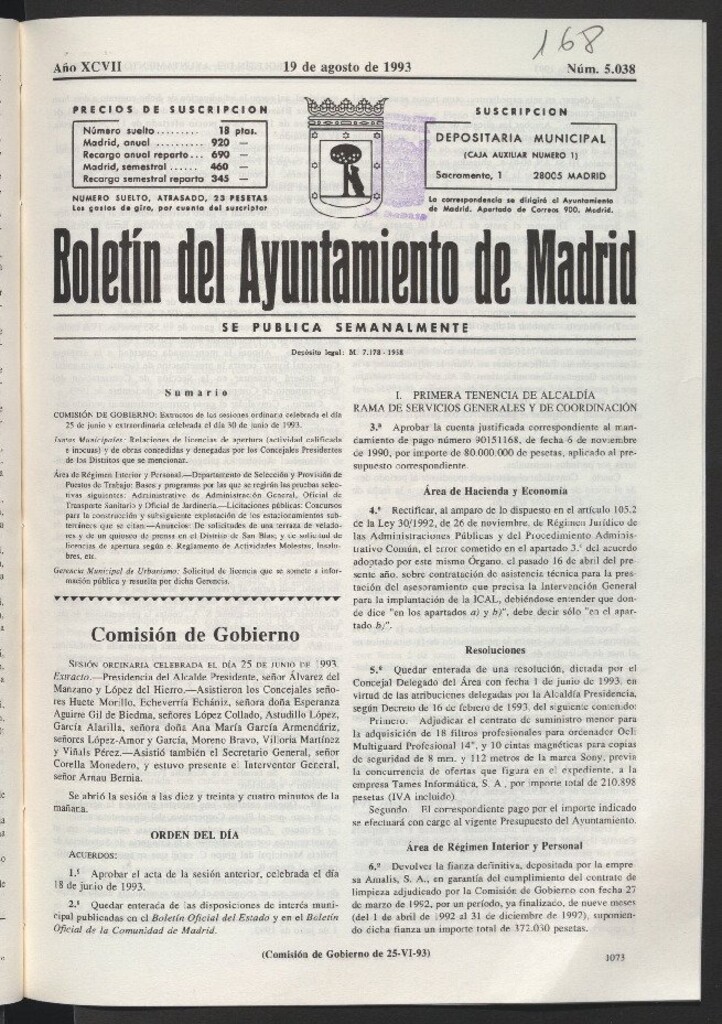 168
Año XCVII
19 de agosto de 1993
Núm. 5.038
PRECIOS DE SUSCRIPCION
Número suelto......... 18 ptas.
Madrid, anual .......... 920 —
Recargo anual reparto... 690 —
Madrid, semestral ...... 460 —
Recargo semestral reparto 345 —
NUMERO SUELTO, ATRASADO, 23 PESETAS
Los gastos de giro, por cuenta del suscriptor
SUSCRIPCION
DEPOSITARIA MUNICIPAL
(CAJA AUXILIAR NUMERO 1)
Sacramento, 1 28005 MADRID
La correspondencia se dirigirá al Ayuntamiento
de Madrid. Apartado de Correos 900. Madrid.
Boletín del Ayuntamiento de Madrid
SE PUBLICA SEMANALMENTE
Depósito legal: M. 7.178 - 1958
Sumario
COMISIÓN DE GOBIERNO: Extractos de las sesiones ordinaria celebrada el día
25 de junio y extraordinaria celebrada el día 30 de junio de 1993.
Juntas Municipales: Relaciones de licencias de apertura (actividad calificada
e inocuas) y de obras concedidas y denegadas por los Concejales Presidentes
de los Distritos que se mencionan.
Área de Régimen Interior y Personal.—Departamento de Selección y Provisión de
Puestos de Trabajo: Bases y programas por las que se regirán las pruebas selec-
tivas siguientes: Administrativo de Administración General, Oficial de
Transporte Sanitario y Oficial de Jardinería.—Licitaciones públicas: Concursos
para la construcción y subsiguiente explotación de los estacionamientos sub-
terráneos que se citan.—Anuncios: De solicitudes de una terraza de velado-
res y de un quiosco de prensa en el Distrito de San Blas; y de solicitud de
licencias de apertura según el Reglamento de Actividades Molestas, Insalu-
bres, etc.
Gerencia Municipal de Urbanismo: Solicitud de licencia que se somete a infor-
mación pública y resuelta por dicha Gerencia.
Comisión de Gobierno
SESIÓN ORDINARIA CELEBRADA EL DÍA 25 DE JUNIO DE 1993.
Extracto.—Presidencia del Alcalde Presidente, señor Álvarez del
Manzano y López del Hierro.—Asistieron los Concejales seño-
res Huete Morillo, Echeverría Echániz, señora doña Esperanza
Aguirre Gil de Biedma, señores López Collado, Astudillo López,
García Alarilla, señora doña Ana María García Armendáriz,
señores López-Amor y García, Moreno Bravo, Villoria Martínez
y Viñals Pérez.—Asistió también el Secretario General, señor
Corella Monedero, y estuvo presente el Interventor General,
señor Arnau Bernia.
Se abrió la sesión a las diez y treinta y cuatro minutos de la
mañana.
ORDEN DEL DÍA
ACUERDOS:
1.º Aprobar el acta de la sesión anterior, celebrada el día
18 de junio de 1993.
2.º Quedar enterada de las disposiciones de interés muni-
cipal publicadas en el Boletín Oficial del Estado y en el Boletín
Oficial de la Comunidad de Madrid.
I. PRIMERA TENENCIA DE ALCALDÍA
RAMA DE SERVICIOS GENERALES Y DE COORDINACIÓN
3.º Aprobar la cuenta justificada correspondiente al man-
damiento de pago número 90151168, de fecha 6 de noviembre
de 1990, por importe de 80.000.000 de pesetas, aplicado al pre-
supuesto correspondiente.
Área de Hacienda y Economía
4.º Rectificar, al amparo de lo dispuesto en el artículo 105.2
de la Ley 30/1992, de 26 de noviembre, de Régimen Jurídico de
las Administraciones Públicas y del Procedimiento Adminis-
trativo Común, el error cometido en el apartado 3.º del acuerdo
adoptado por este mismo Órgano, el pasado 16 de abril del pre-
sente año, sobre contratación de asistencia técnica para la pres-
tación del asesoramiento que precisa la Intervención General
para la implantación de la ICAL, debiéndose entender que don-
de dice "en los apartados a) y b)", debe decir sólo "en el apar-
tado b)".
Resoluciones
5.º Quedar enterada de una resolución, dictada por el
Concejal Delegado del Área con fecha 1 de junio de 1993, en
virtud de las atribuciones delegadas por la Alcaldía Presidencia,
según Decreto de 16 de febrero de 1993, del siguiente contenido:
Primero. Adjudicar el contrato de suministro menor para
la adquisición de 18 filtros profesionales para ordenador Ocli
Multiguard Profesional 14", y 10 cintas magnéticas para copias
de seguridad de 8 mm. y 112 metros de la marca Sony, previa
la concurrencia de ofertas que figura en el expediente, a la
empresa Tames Informática, S. A., por importe total de 210.898
pesetas (IVA incluido).
Segundo. El correspondiente pago por el importe indicado
se efectuará con cargo al vigente Presupuesto del Ayuntamiento.
Área de Régimen Interior y Personal
6.º Devolver la fianza definitiva, depositada por la empre-
sa Amalis, S. A., en garantía del cumplimiento del contrato de
limpieza adjudicado por la Comisión de Gobierno con fecha 27
de marzo de 1992, por un período, ya finalizado, de nueve meses
(del 1 de abril de 1992 al 31 de diciembre de 1992), suponien-
do dicha fianza un importe total de 372.030 pesetas.
(Comisión de Gobierno de 25-VI-93)
1073